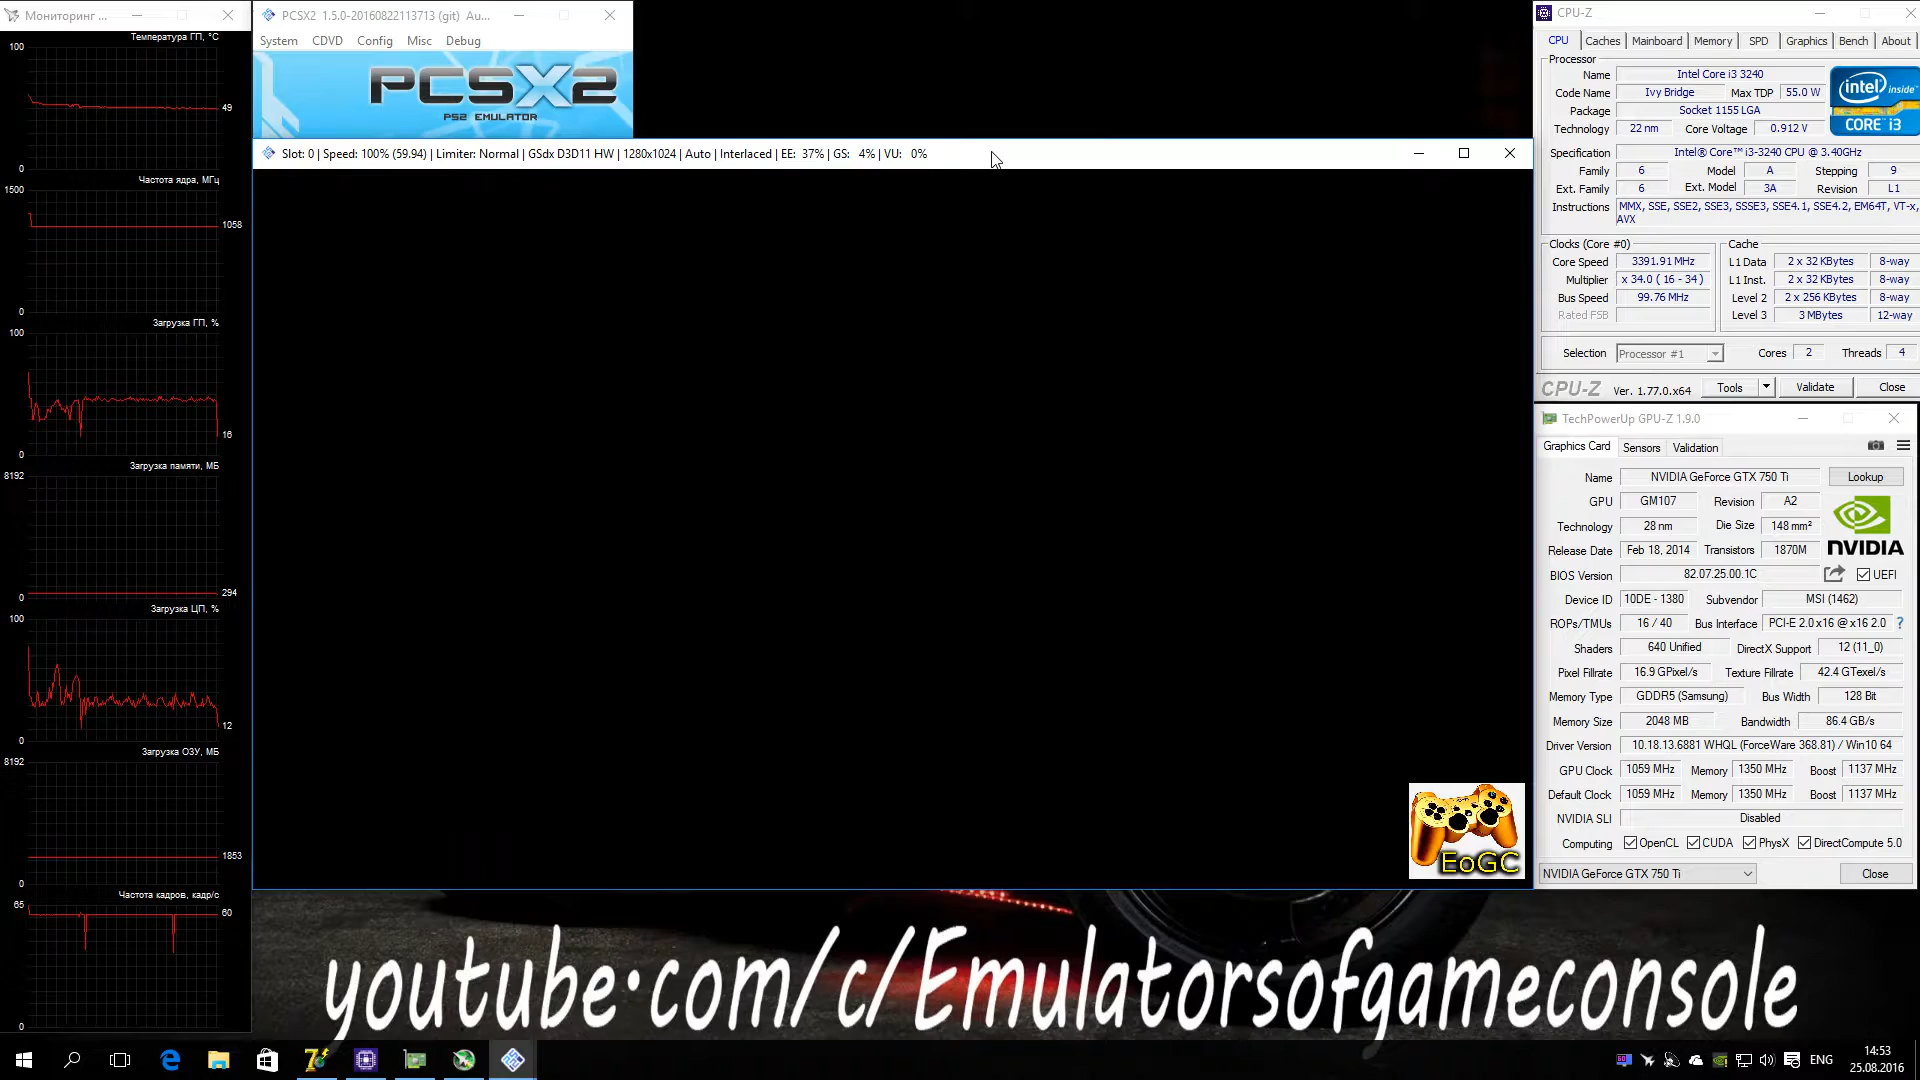 Мониторинг ...
Температура ГП, °C
100
49
0
Частота ядра, МГц
1500
1058
0
Загрузка ГП, %
100
16
0
Загрузка памяти, МБ
8192
294
0
Загрузка ЦП, %
100
12
0
Загрузка ОЗУ, МБ
8192
1853
0
Частота кадров, кадр/с
65
60
0
PCSX2 1.5.0-20160822113713 (git) Au...
System CDVD Config Misc Debug
PCSX2
PS2 EMULATOR
Slot: 0 | Speed: 100% (59.94) | Limiter: Normal | GSdx D3D11 HW | 1280x1024 | Auto | Interlaced | EE: 37% | GS: 4% | VU: 0%
EoGC
CPU-Z
CPU Caches Mainboard Memory SPD Graphics Bench About
Processor
Name Intel Core i3 3240
Code Name Ivy Bridge Max TDP 55.0 W
Package Socket 1155 LGA
Technology 22 nm Core Voltage 0.912 V
intel inside
CORE i3
Specification Intel® Core™ i3-3240 CPU @ 3.40GHz
Family 6 Model A Stepping 9
Ext. Family 6 Ext. Model 3A Revision L1
Instructions MMX, SSE, SSE2, SSE3, SSSE3, SSE4.1, SSE4.2, EM64T, VT-x,
AVX
Clocks (Core #0) Cache
Core Speed 3391.91 MHz L1 Data 2 x 32 KBytes 8-way
Multiplier x 34.0 ( 16 - 34 ) L1 Inst. 2 x 32 KBytes 8-way
Bus Speed 99.76 MHz Level 2 2 x 256 KBytes 8-way
Rated FSB Level 3 3 MBytes 12-way
Selection Processor #1 Cores 2 Threads 4
CPU-Z Ver. 1.77.0.x64 Tools Validate Close
TechPowerUp GPU-Z 1.9.0
Graphics Card Sensors Validation
Name NVIDIA GeForce GTX 750 Ti Lookup
GPU GM107 Revision A2
Technology 28 nm Die Size 148 mm²
Release Date Feb 18, 2014 Transistors 1870M
NVIDIA
BIOS Version 82.07.25.00.1C UEFI
Device ID 10DE - 1380 Subvendor MSI (1462)
ROPs/TMUs 16 / 40 Bus Interface PCI-E 2.0 x16 @ x16 2.0 ?
Shaders 640 Unified DirectX Support 12 (11_0)
Pixel Fillrate 16.9 GPixel/s Texture Fillrate 42.4 GTexel/s
Memory Type GDDR5 (Samsung) Bus Width 128 Bit
Memory Size 2048 MB Bandwidth 86.4 GB/s
Driver Version 10.18.13.6881 WHQL (ForceWare 368.81) / Win10 64
GPU Clock 1059 MHz Memory 1350 MHz Boost 1137 MHz
Default Clock 1059 MHz Memory 1350 MHz Boost 1137 MHz
NVIDIA SLI Disabled
Computing OpenCL CUDA PhysX DirectCompute 5.0
NVIDIA GeForce GTX 750 Ti Close
youtube.com/c/Emulatorsofgameconsole
ENG
14:53
25.08.2016